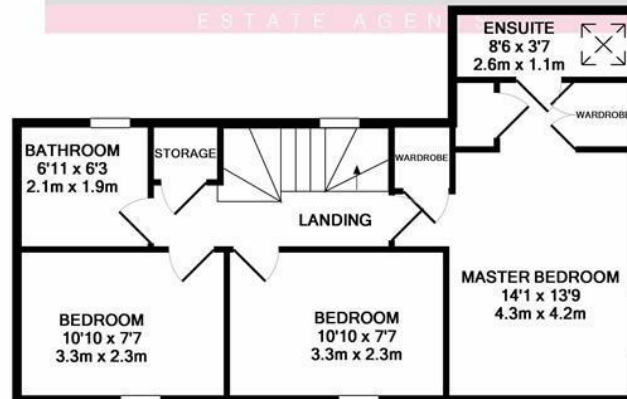 ESTATE AGENTS
ENSUITE
8'6 x 3'7
2.6m x 1.1m
WARDROBE
BATHROOM
6'11 x 6'3
2.1m x 1.9m
STORAGE
WARDROBE
LANDING
MASTER BEDROOM
14'1 x 13'9
4.3m x 4.2m
BEDROOM
10'10 x 7'7
3.3m x 2.3m
BEDROOM
10'10 x 7'7
3.3m x 2.3m